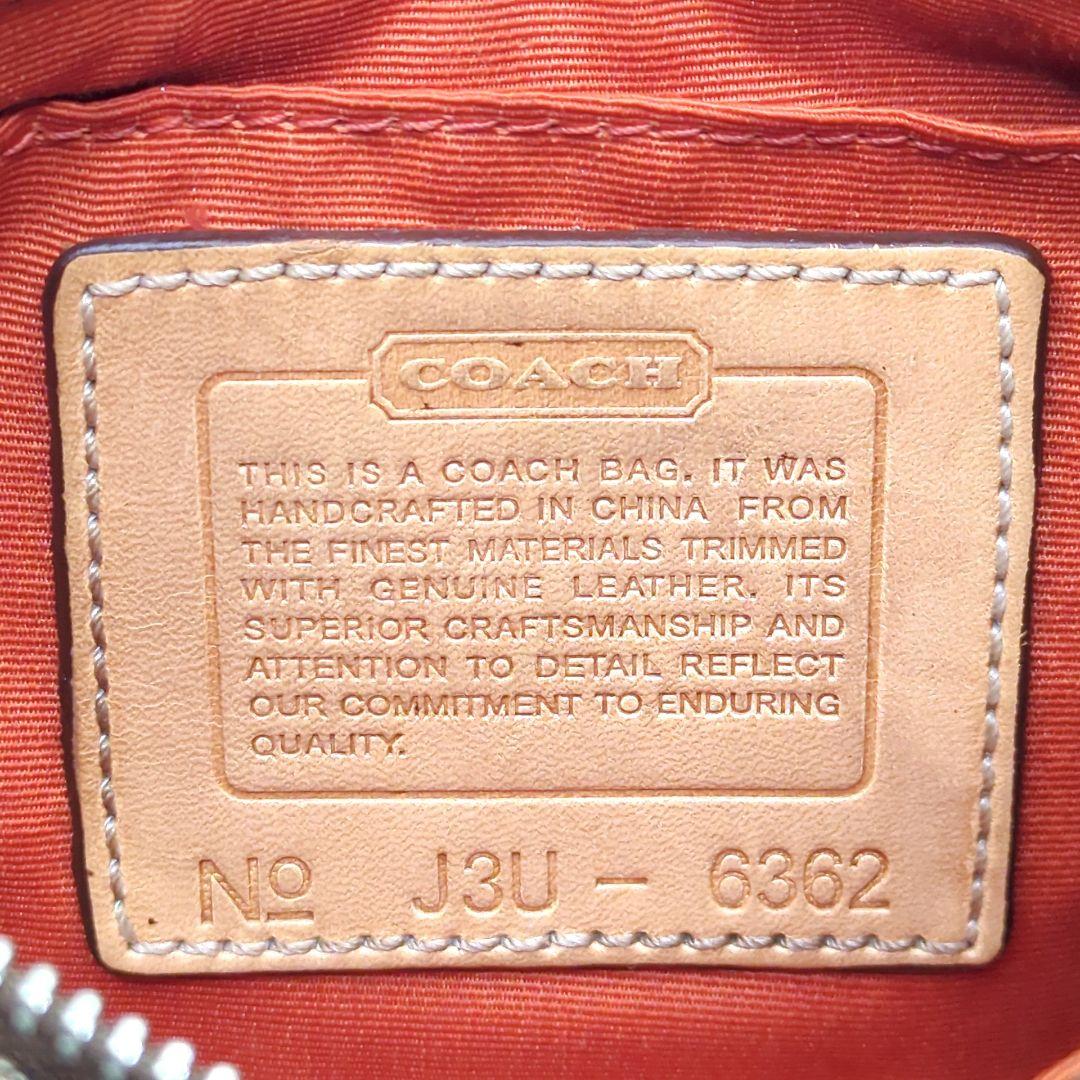 COACH
THIS IS A COACH BAG. IT WAS
HANDCRAFTED IN CHINA FROM
THE FINEST MATERIALS TRIMMED
WITH GENUINE LEATHER. ITS
SUPERIOR CRAFTSMANSHIP AND
ATTENTION TO DETAIL REFLECT
OUR COMMITMENT TO ENDURING
QUALITY.
Nº J3U - 6362